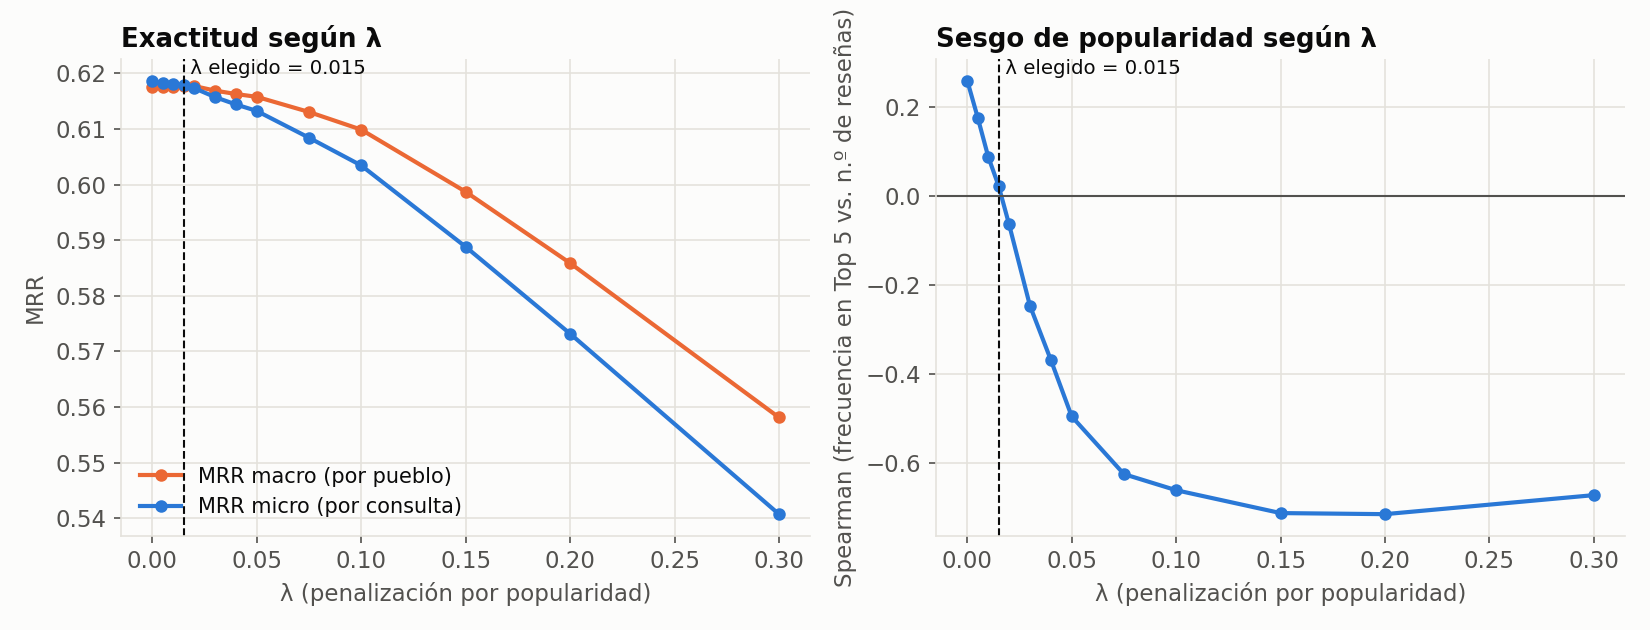 Exactitud según λ
λ elegido = 0.015
0.62
0.61
0.60
0.59
0.58
0.57
0.56
0.55
0.54
MRR
MRR macro (por pueblo)
MRR micro (por consulta)
0.00 0.05 0.10 0.15 0.20 0.25 0.30
λ (penalización por popularidad)
Sesgo de popularidad según λ
λ elegido = 0.015
Spearman (frecuencia en Top 5 vs. n.º de reseñas)
0.2
0.0
−0.2
−0.4
−0.6
0.00 0.05 0.10 0.15 0.20 0.25 0.30
λ (penalización por popularidad)